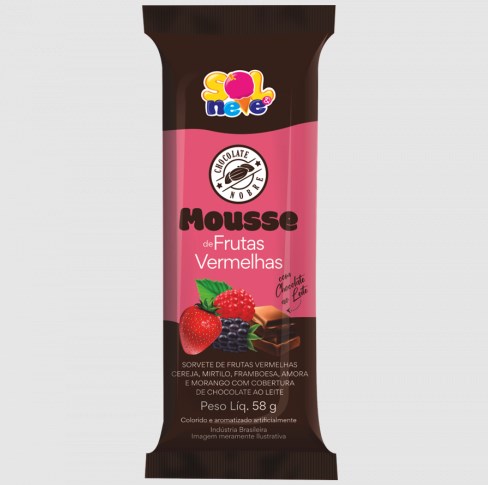 SOL
neve
CHOCOLATE
NOBRE
Mousse
de Frutas
Vermelhas
com
Chocolate
ao Leite
SORVETE DE FRUTAS VERMELHAS
CEREJA, MIRTILO, FRAMBOESA, AMORA
E MORANGO COM COBERTURA
DE CHOCOLATE AO LEITE
Peso Líq. 58 g
Colorido e aromatizado artificialmente
Indústria Brasileira
Imagem meramente Ilustrativa